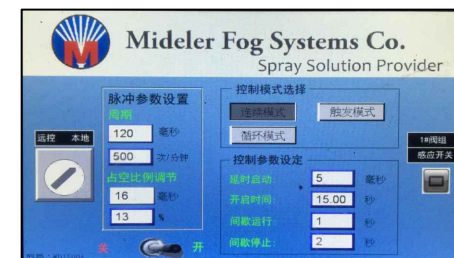 Mideler Fog Systems Co.
Spray Solution Provider
脉冲参数设置
周期
120 毫秒
500 次/分钟
占空比例调节
16 毫秒
13 %
控制模式选择
连续模式 触发模式
循环模式
控制参数设定
延时启动: 5 毫秒
开启时间: 15.00 秒
间歇运行: 1 秒
间歇停止: 2 秒
远控 本地
1#阀组
感应开关
关 开